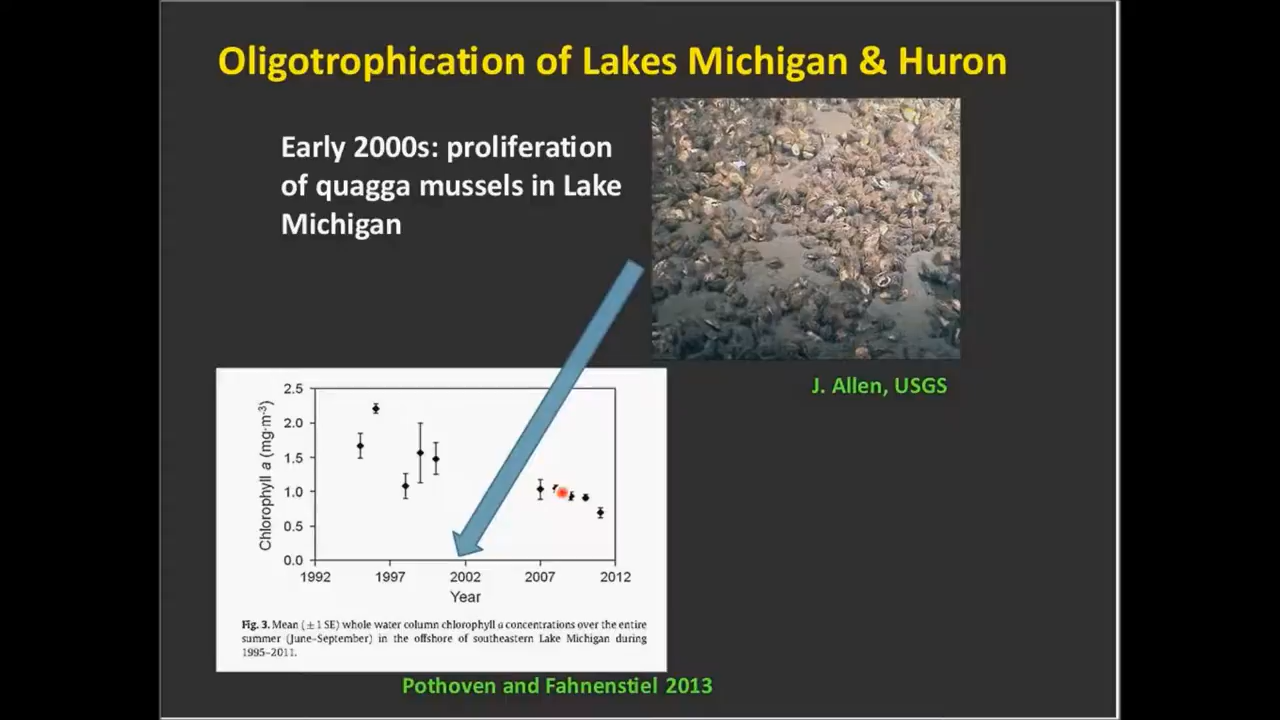 Oligotrophication of Lakes Michigan & Huron
Early 2000s: proliferation
of quagga mussels in Lake
Michigan
J. Allen, USGS
2.5
2.0
1.5
1.0
0.5
0.0
Chlorophyll a (mg·m-3)
1992 1997 2002 2007 2012
Year
Fig. 3. Mean (±1 SE) whole water column chlorophyll a concentrations over the entire
summer (June–September) in the offshore of southeastern Lake Michigan during
1995–2011.
Pothoven and Fahnenstiel 2013